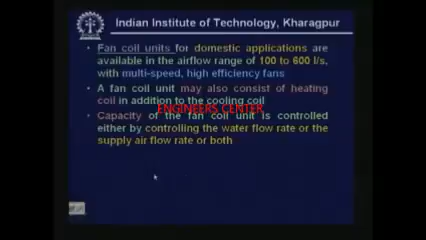 Indian Institute of Technology, Kharagpur
• Fan coil units for domestic applications are
available in the airflow range of 100 to 600 l/s,
with multi-speed, high efficiency fans
• A fan coil unit may also consist of heating
coil in addition to the cooling coil
ENGINEERS CENTER
• Capacity of the fan coil unit is controlled
either by controlling the water flow rate or the
supply air flow rate or both